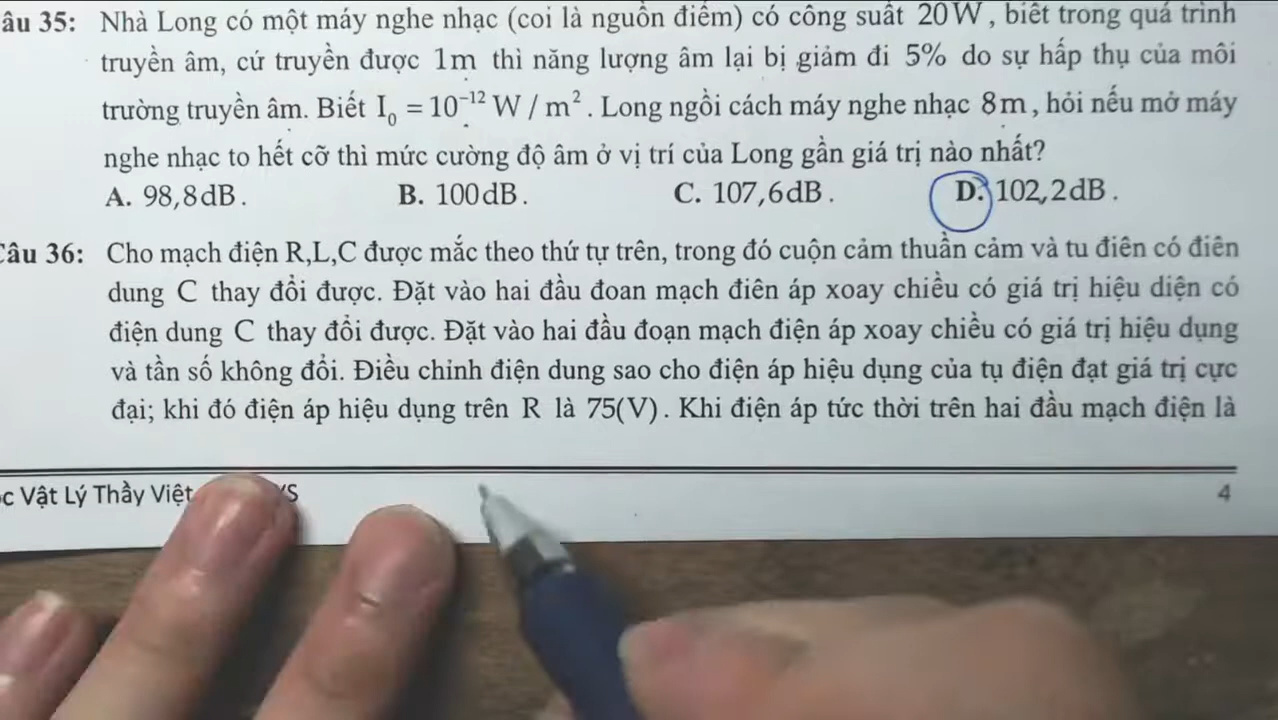 âu 35: Nhà Long có một máy nghe nhạc (coi là nguồn điểm) có công suất 20W, biết trong quá trình
truyền âm, cứ truyền được 1m thì năng lượng âm lại bị giảm đi 5% do sự hấp thụ của môi
trường truyền âm. Biết I₀ = 10⁻¹² W / m². Long ngồi cách máy nghe nhạc 8m, hỏi nếu mở máy
nghe nhạc to hết cỡ thì mức cường độ âm ở vị trí của Long gần giá trị nào nhất?
A. 98,8dB. B. 100dB. C. 107,6dB. D. 102,2dB.
Câu 36: Cho mạch điện R,L,C được mắc theo thứ tự trên, trong đó cuộn cảm thuần cảm và tu điên có điên
dung C thay đổi được. Đặt vào hai đầu đoan mạch điên áp xoay chiều có giá trị hiệu diện có
điện dung C thay đổi được. Đặt vào hai đầu đoạn mạch điện áp xoay chiều có giá trị hiệu dụng
và tần số không đổi. Điều chỉnh điện dung sao cho điện áp hiệu dụng của tụ điện đạt giá trị cực
đại; khi đó điện áp hiệu dụng trên R là 75(V). Khi điện áp tức thời trên hai đầu mạch điện là
c Vật Lý Thầy Việt
4